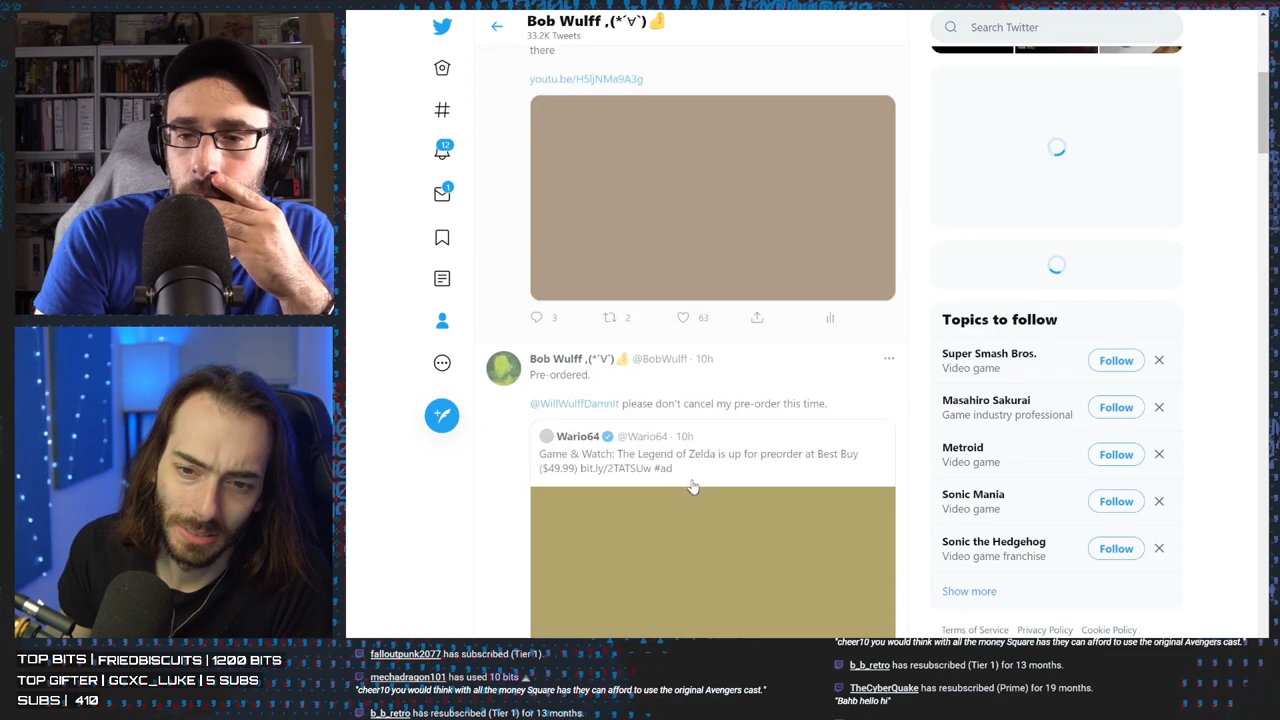 Bob Wulff ,(*´∀`)🤌
33.2K Tweets
Search Twitter
there
youtu.be/H5ljNMa9A3g
12
1
3
2
63
Bob Wulff ,(*´∀`)🤌 @BobWulff · 10h
Pre-ordered.
@WillWulffDamnIt please don't cancel my pre-order this time.
Wario64 @Wario64 · 10h
Game & Watch: The Legend of Zelda is up for preorder at Best Buy
($49.99) bit.ly/2TATSUw #ad
Topics to follow
Super Smash Bros.
Video game
Follow
Masahiro Sakurai
Game industry professional
Follow
Metroid
Video game
Follow
Sonic Mania
Video game
Follow
Sonic the Hedgehog
Video game franchise
Follow
Show more
Terms of Service Privacy Policy Cookie Policy
TOP BITS | FRIEDBISCUITS | 1200 BITS
TOP GIFTER | GCXC_LUKE | 5 SUBS
SUBS | 410
falloutpunk2077 has subscribed (Tier 1).
mechadragon101 has used 10 bits
"cheer10 you would think with all the money Square has they can afford to use the original Avengers cast."
b_b_retro has resubscribed (Tier 1) for 13 months.
"cheer10 you would think with all the money Square has they can afford to use the original Avengers cast."
b_b_retro has resubscribed (Tier 1) for 13 months.
TheCyberQuake has resubscribed (Prime) for 19 months.
"Bahb hello hi"